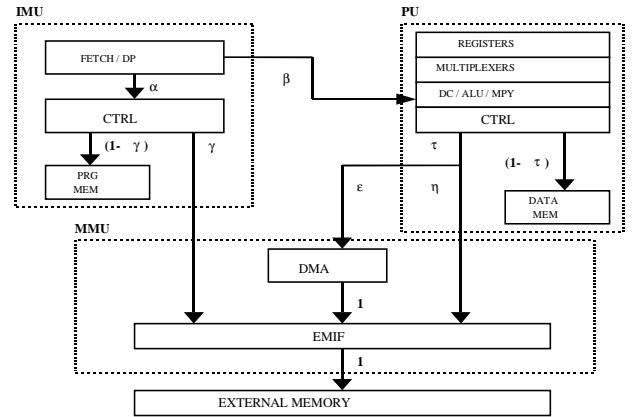 IMU
PU
FETCH / DP
REGISTERS
MULTIPLEXERS
DC / ALU / MPY
CTRL
α
β
CTRL
(1- γ )
γ
τ
(1- τ )
PRG
MEM
ε
η
DATA
MEM
MMU
DMA
1
EMIF
1
EXTERNAL MEMORY